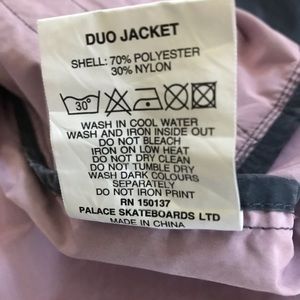 DUO JACKET
SHELL: 70% POLYESTER
30% NYLON
30°
WASH IN COOL WATER
WASH AND IRON INSIDE OUT
DO NOT BLEACH
IRON ON LOW HEAT
DO NOT DRY CLEAN
DO NOT TUMBLE DRY
WASH DARK COLOURS
SEPARATELY
DO NOT IRON PRINT
RN 150137
PALACE SKATEBOARDS LTD
MADE IN CHINA